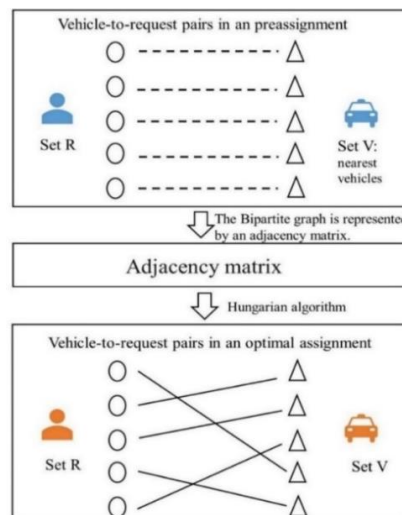 Vehicle-to-request pairs in a preassignment
Set R
Set V:
nearest
vehicles
The Bipartite graph is represented
by an adjacency matrix.
Adjacency matrix
Hungarian algorithm
Vehicle-to-request pairs in an optimal assignment
Set R
Set V